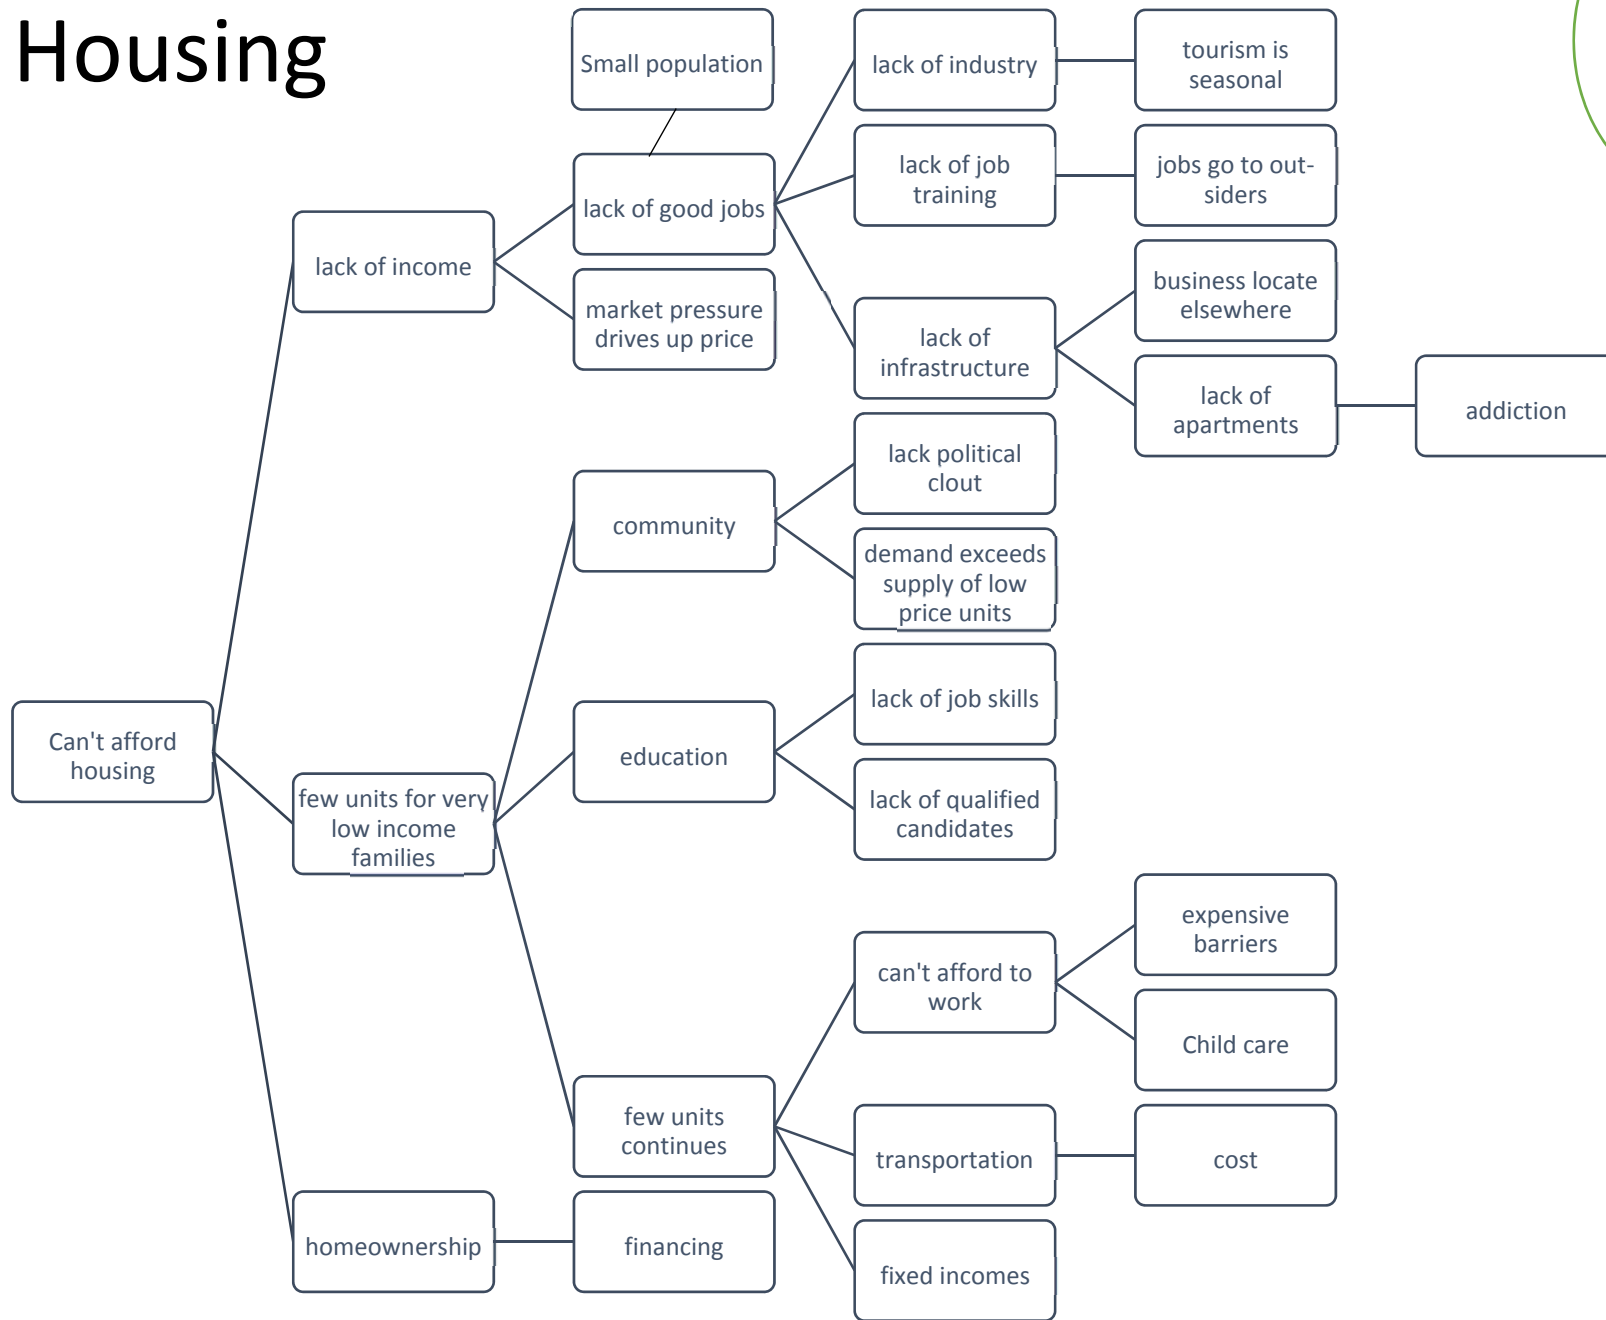 Housing
Small population
lack of industry
tourism is
seasonal
lack of job
training
jobs go to out-
siders
lack of good jobs
lack of income
market pressure
drives up price
business locate
elsewhere
lack of
infrastructure
lack of
apartments
addiction
lack political
clout
community
demand exceeds
supply of low
price units
lack of job skills
education
Can't afford
housing
few units for very
low income
families
lack of qualified
candidates
expensive
barriers
can't afford to
work
Child care
few units
continues
transportation
cost
homeownership
financing
fixed incomes